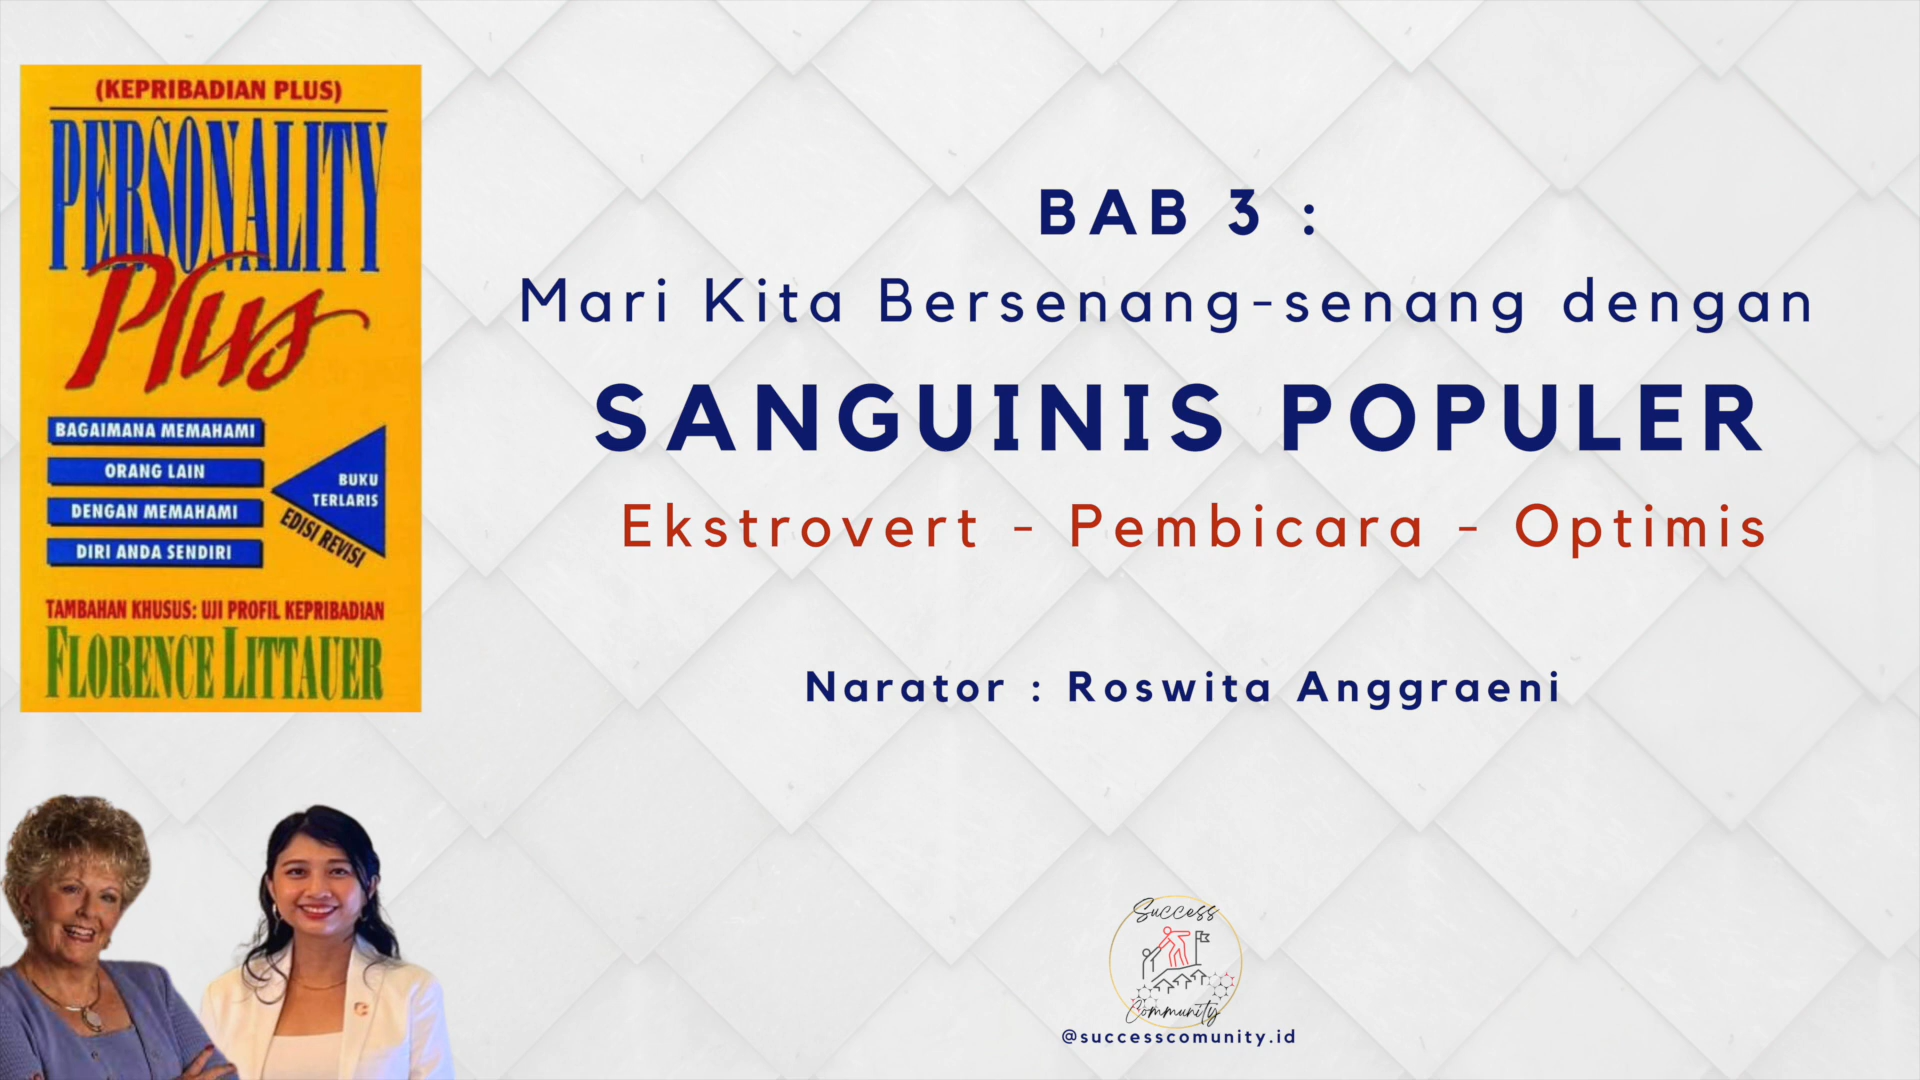 (KEPRIBADIAN PLUS)
PERSONALITY
Plus
BAGAIMANA MEMAHAMI
ORANG LAIN
DENGAN MEMAHAMI
DIRI ANDA SENDIRI
BUKU
TERLARIS
EDISI REVISI
TAMBAHAN KHUSUS: UJI PROFIL KEPRIBADIAN
FLORENCE LITTAUER
BAB 3 :
Mari Kita Bersenang-senang dengan
SANGUINIS POPULER
Ekstrovert - Pembicara - Optimis
Narator : Roswita Anggraeni
Success
Community
@successcomunity.id